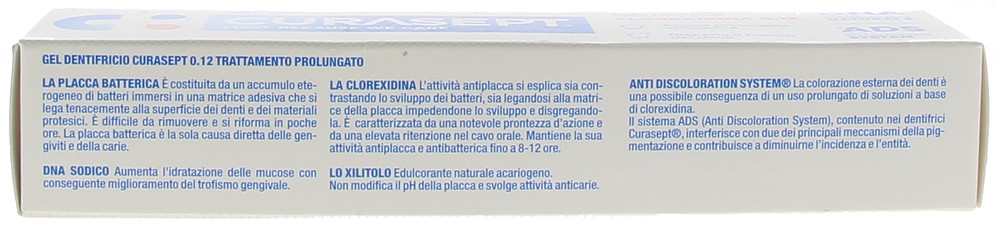 CURASEPT
BECAUSE WE CARE
ADS
SYSTEM
GEL DENTIFRICIO CURASEPT 0.12 TRATTAMENTO PROLUNGATO
LA PLACCA BATTERICA È costituita da un accumulo ete-
rogeneo di batteri immersi in una matrice adesiva che si
lega tenacemente alla superficie dei denti e dei materiali
protesici. È difficile da rimuovere e si riforma in poche
ore. La placca batterica è la sola causa diretta delle gen-
giviti e della carie.
DNA SODICO Aumenta l'idratazione delle mucose con
conseguente miglioramento del trofismo gengivale.
LA CLOREXIDINA L'attività antiplacca si esplica sia con-
trastando lo sviluppo dei batteri, sia legandosi alla matri-
ce della placca impedendone lo sviluppo e disgregando-
la. È caratterizzata da una notevole prontezza d'azione e
da una elevata ritenzione nel cavo orale. Mantiene la sua
attività antiplacca e antibatterica fino a 8-12 ore.
LO XILITOLO Edulcorante naturale acariogeno.
Non modifica il pH della placca e svolge attività anticarie.
ANTI DISCOLORATION SYSTEM® La colorazione esterna dei denti è
una possibile conseguenza di un uso prolungato di soluzioni a base
di clorexidina.
Il sistema ADS (Anti Discoloration System), contenuto nei dentifrici
Curasept®, interferisce con due dei principali meccanismi della pig-
mentazione e contribuisce a diminuirne l'incidenza e l'entità.